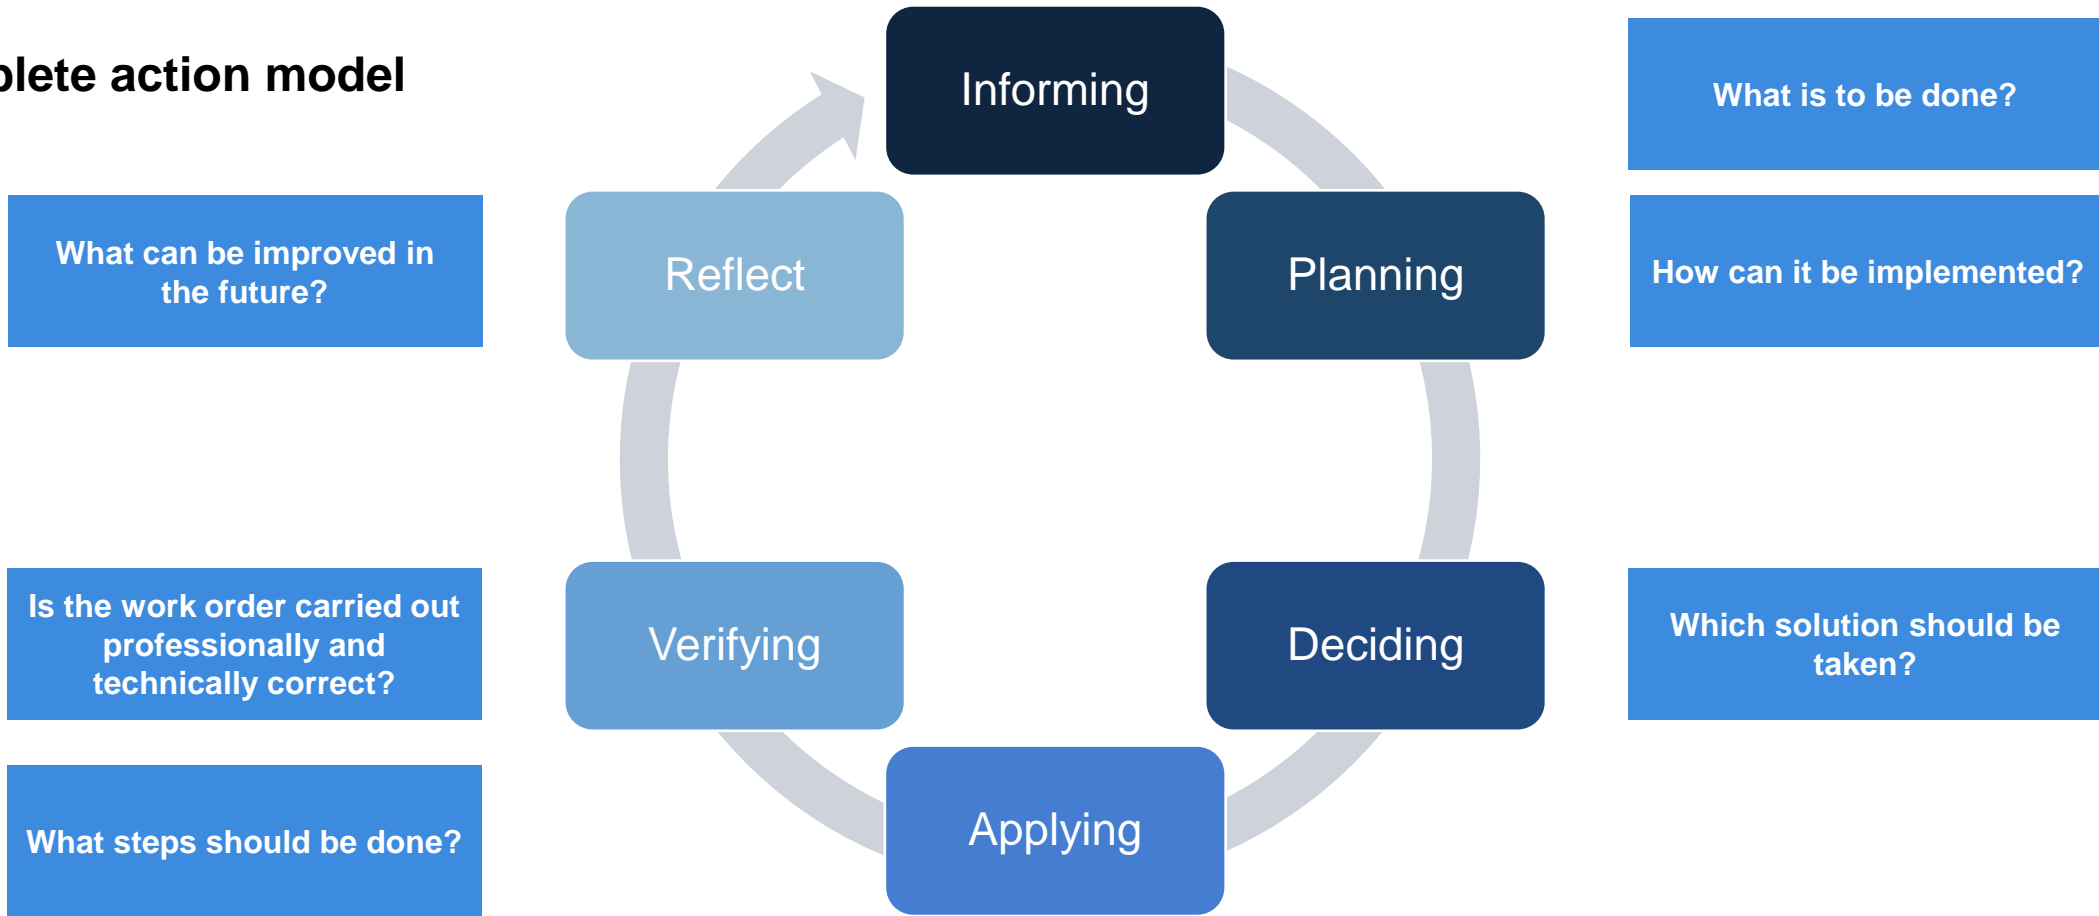 plete action model
Informing
What is to be done?
What can be improved in
the future?
Reflect
Planning
How can it be implemented?
Is the work order carried out
professionally and
technically correct?
Verifying
Deciding
Which solution should be
taken?
What steps should be done?
Applying